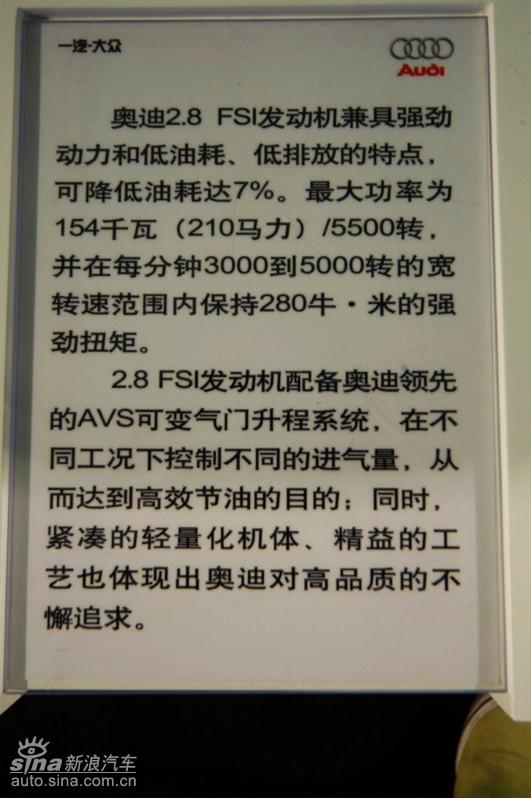 一汽-大众
Audi
奥迪2.8 FSI发动机兼具强劲
动力和低油耗、低排放的特点，
可降低油耗达7%。最大功率为
154千瓦（210马力）/5500转，
并在每分钟3000到5000转的宽
转速范围内保持280牛·米的强
劲扭矩。
2.8 FSI发动机配备奥迪领先
的AVS可变气门升程系统，在不
同工况下控制不同的进气量，从
而达到高效节油的目的；同时，
紧凑的轻量化机体、精益的工
艺也体现出奥迪对高品质的不
懈追求。
sina新浪汽车
auto.sina.com.cn